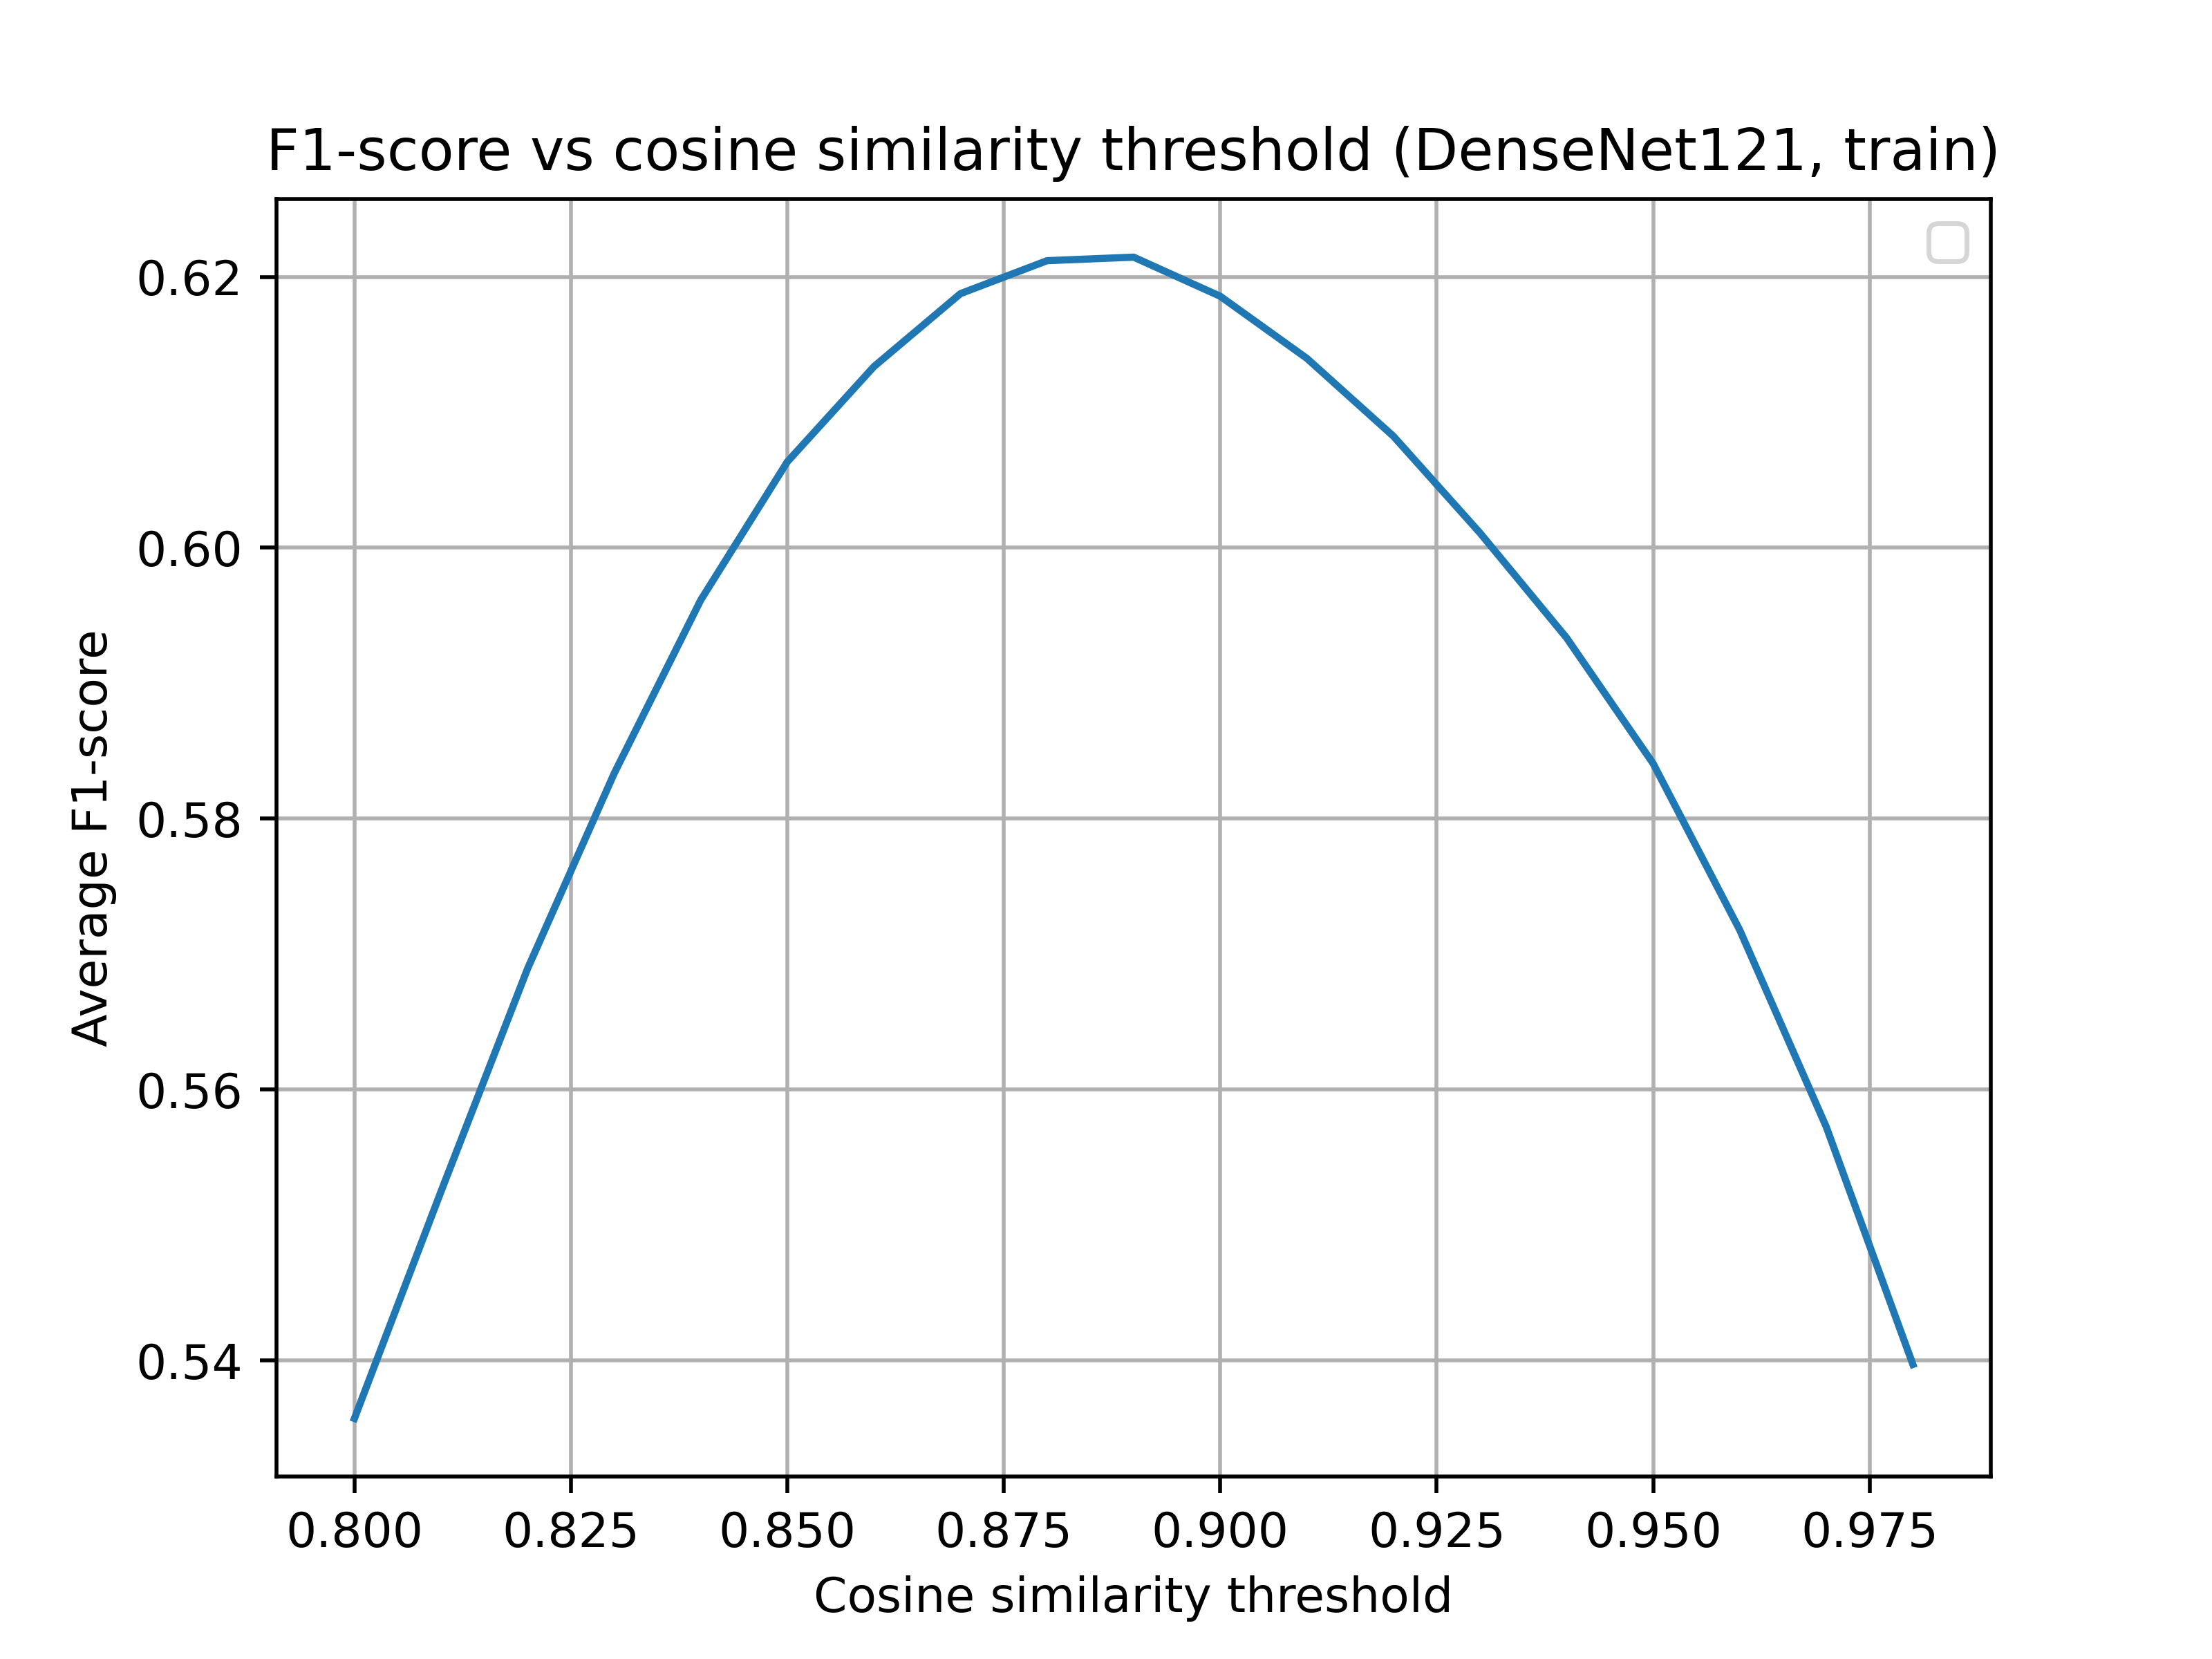 F1-score vs cosine similarity threshold (DenseNet121, train)
0.62
0.60
0.58
0.56
0.54
Average F1-score
0.800 0.825 0.850 0.875 0.900 0.925 0.950 0.975
Cosine similarity threshold